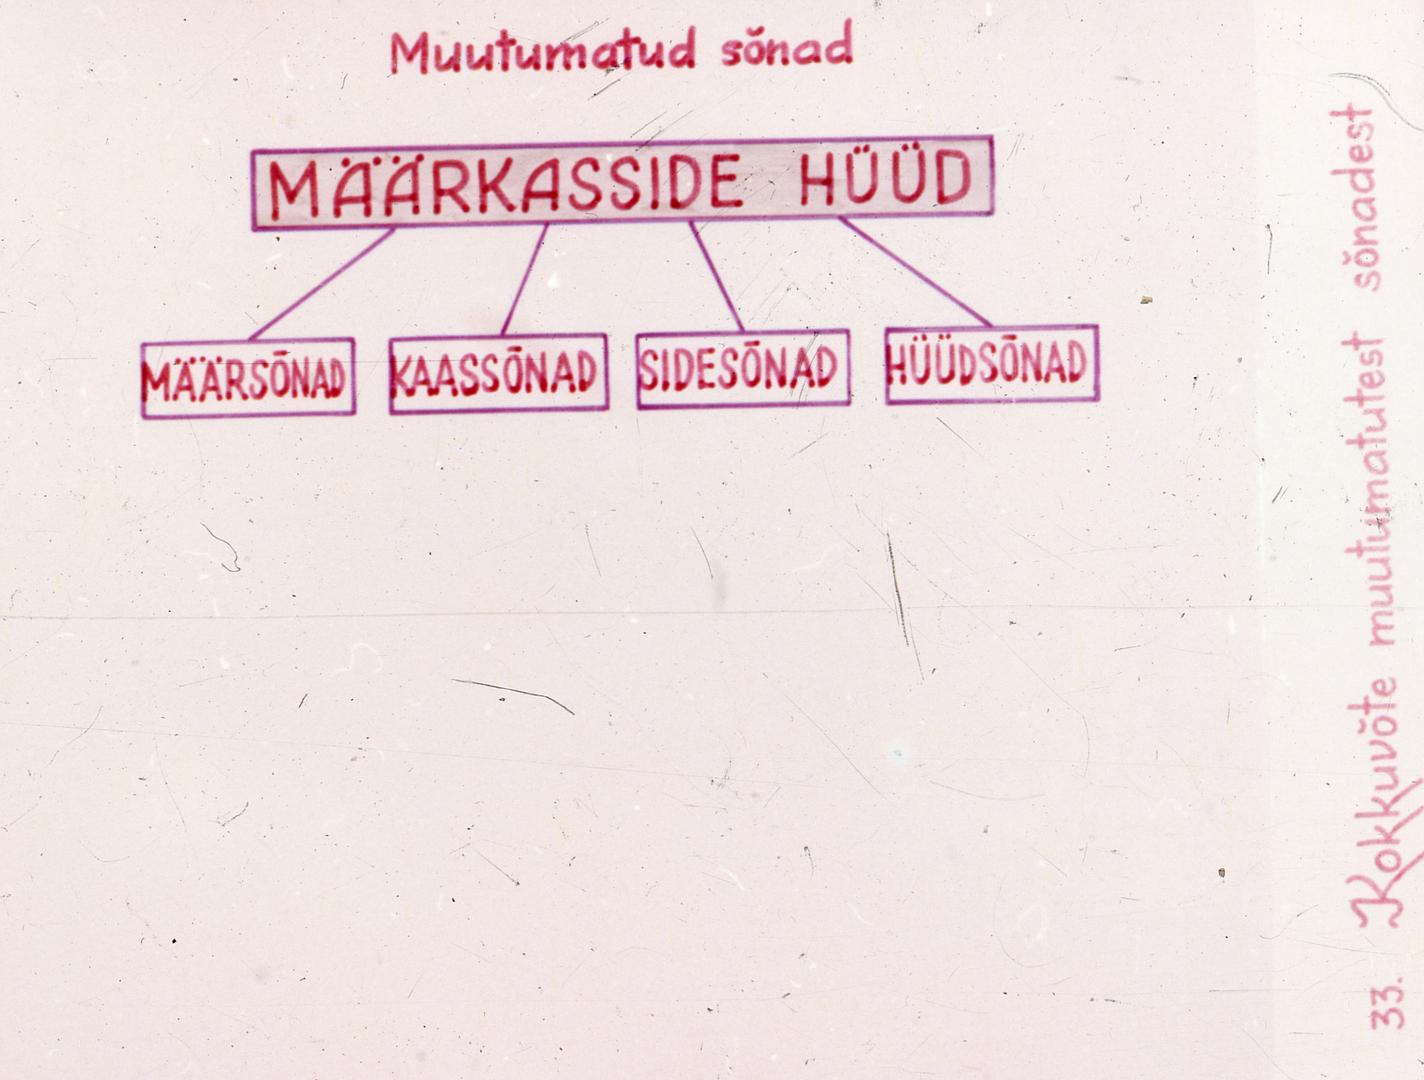 Muutumatud sõnad
MÄÄRKASSIDE HÜÜD
MÄÄRSÕNAD
KAASSÕNAD
SIDESÕNAD
HÜÜDSÕNAD
33. Kokkuvõte muutumatutest sõnadest